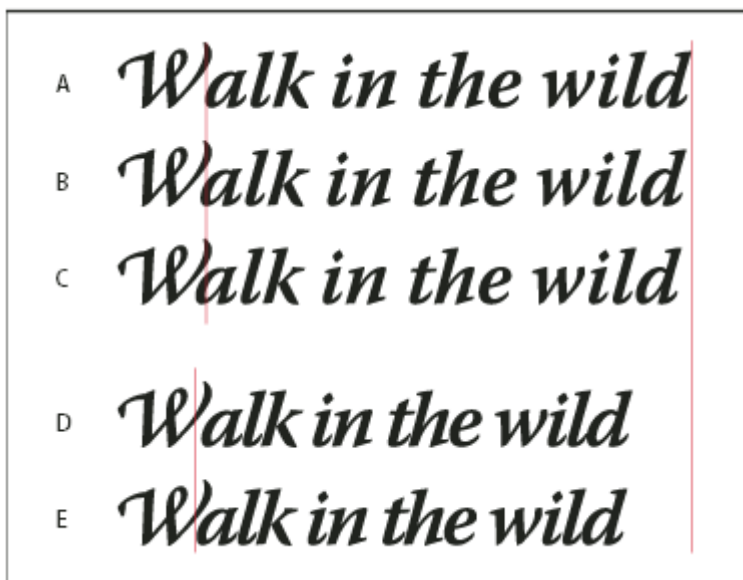 A Walk in the wild
B Walk in the wild
C Walk in the wild
D Walk in the wild
E Walk in the wild